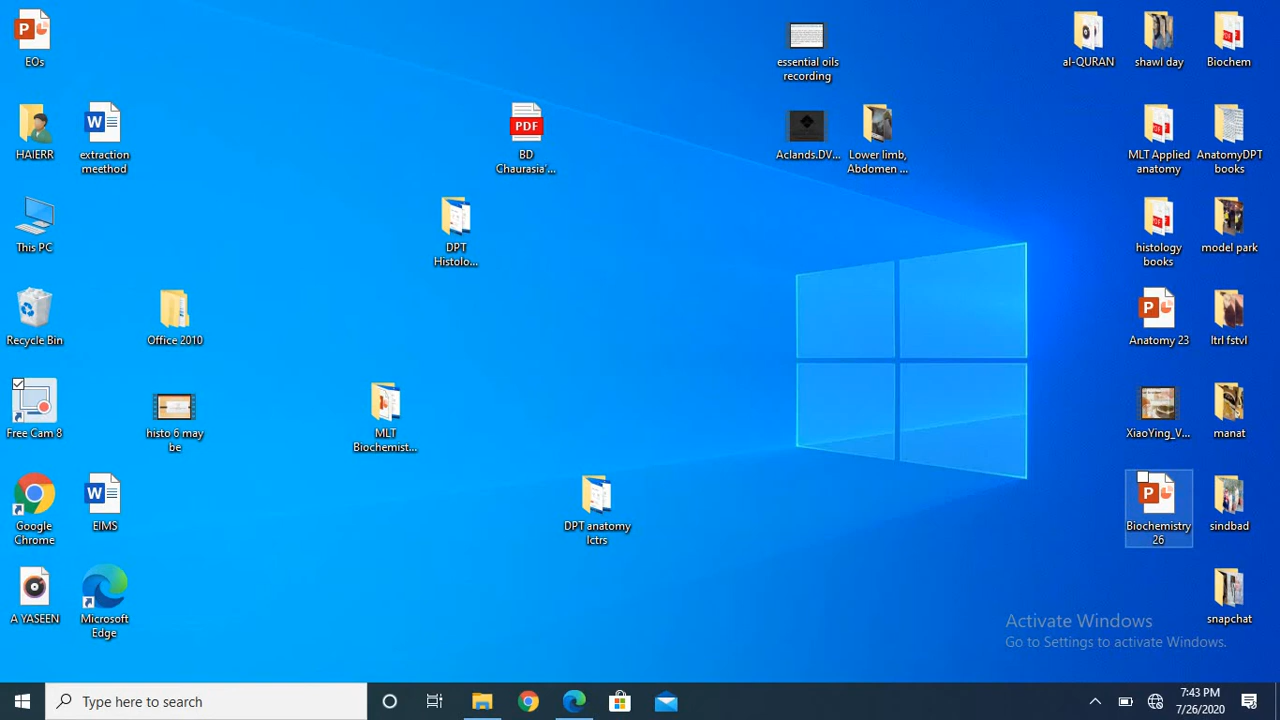 EOs
essential oils
recording
al-QURAN
shawl day
Biochem
HAIERR
extraction
meethod
PDF
BD
Chaurasia'...
Aclands.DV...
Lower limb,
Abdomen ...
MLT Applied
anatomy
AnatomyDPT
books
This PC
DPT
Histolo...
histology
books
model park
Recycle Bin
Office 2010
Anatomy 23
ltrl fstvl
Free Cam 8
histo 6 may
be
MLT
Biochemist...
XiaoYing_V...
manat
Google
Chrome
EIMS
DPT anatomy
lctrs
Biochemistry
26
sindbad
A YASEEN
Microsoft
Edge
snapchat
Activate Windows
Go to Settings to activate Windows.
Type here to search
7:43 PM
7/26/2020